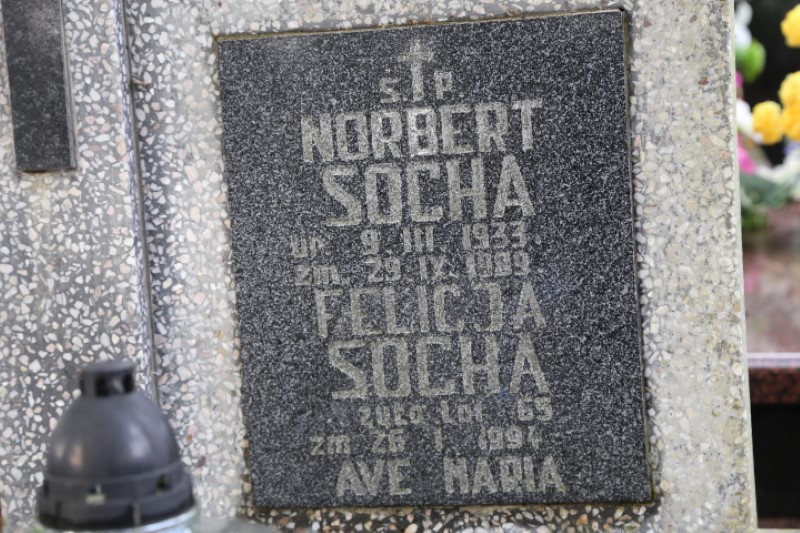 Ś P
NORBERT
SOCHA
ur. 9 III 1933
zm. 29 IX 1989
FELICJA
SOCHA
żyła lat 65
zm 26 I
AVE MARIA